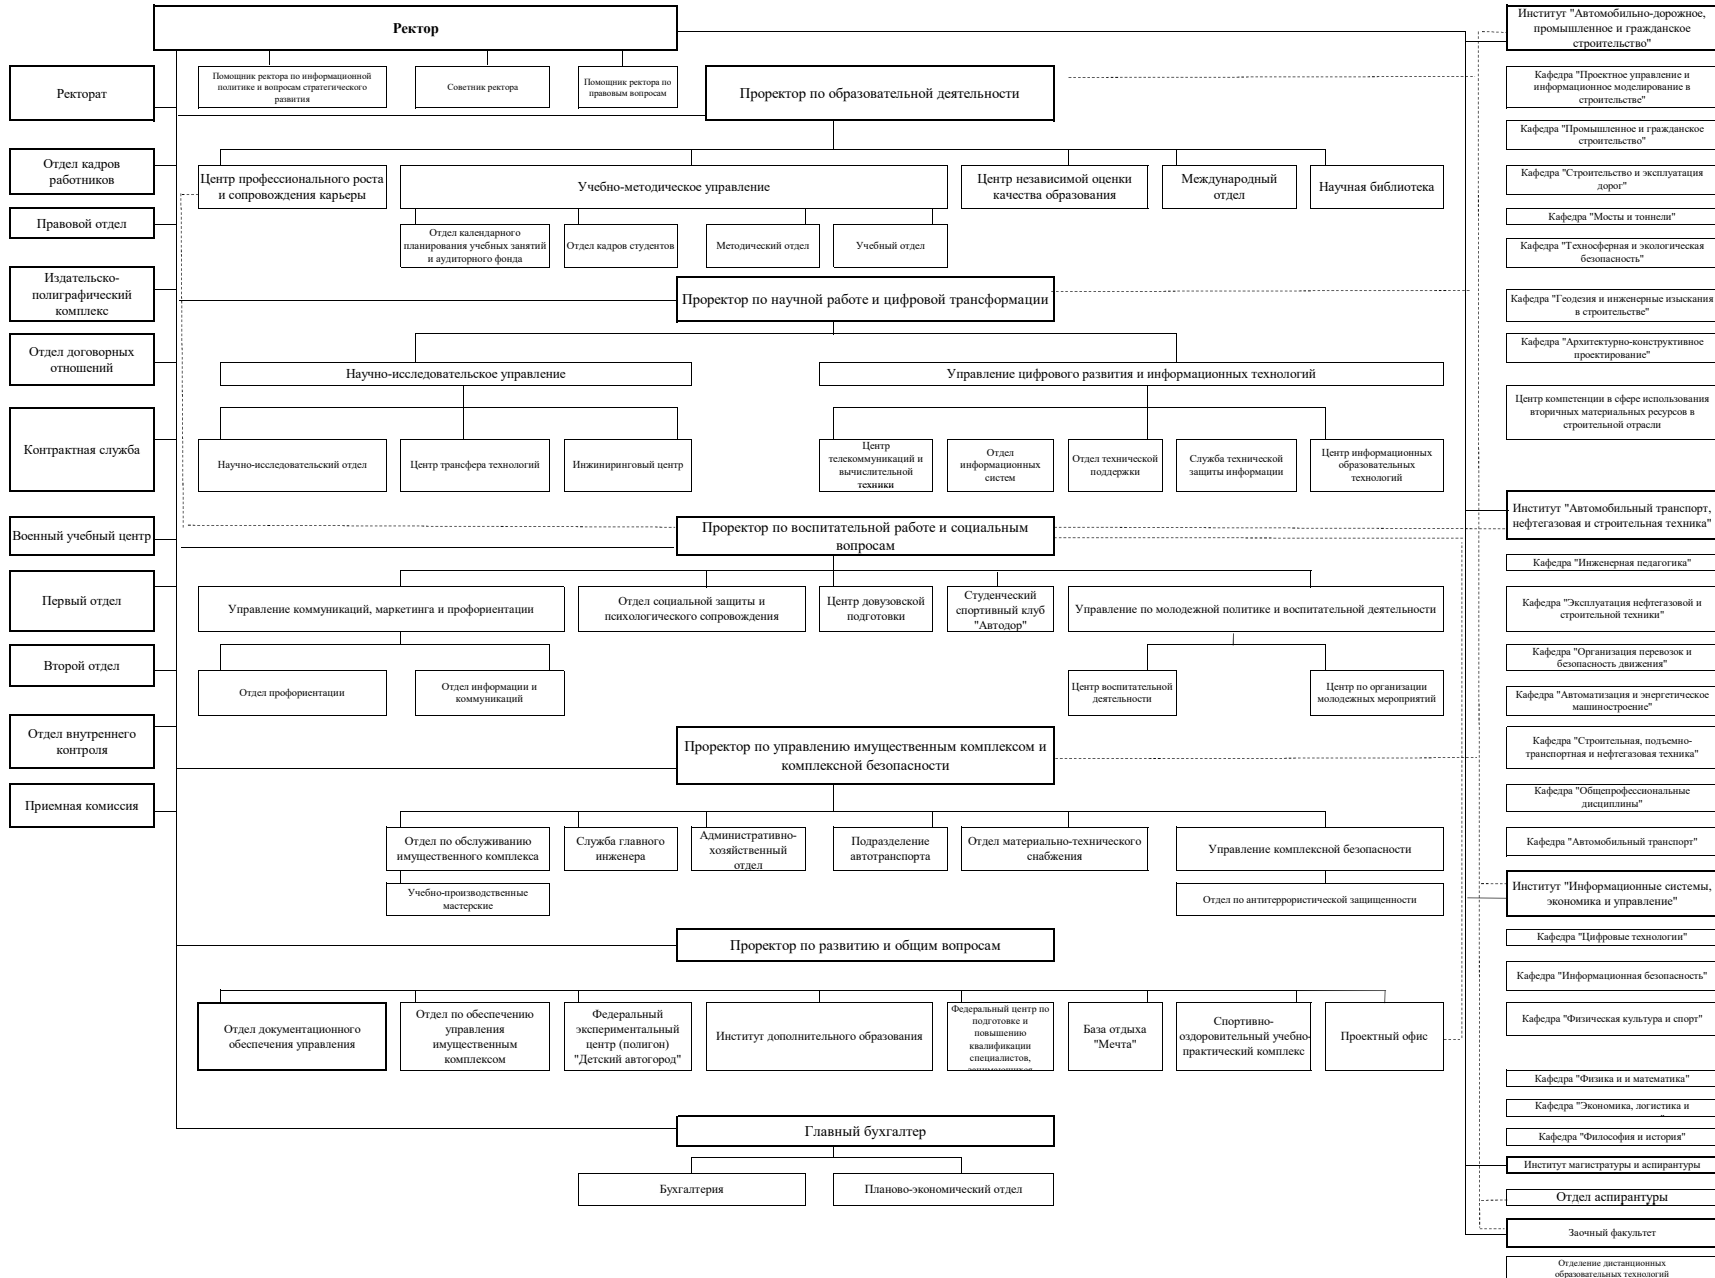 Ректор
Помощник ректора по информационной
политике и вопросам стратегического
развития
Советник ректора
Помощник ректора по
правовым вопросам
Ректорат
Отдел кадров
работников
Правовой отдел
Издательско-
полиграфический
комплекс
Отдел договорных
отношений
Контрактная служба
Военный учебный центр
Первый отдел
Второй отдел
Отдел внутреннего
контроля
Приемная комиссия
Проректор по образовательной деятельности
Центр профессионального роста
и сопровождения карьеры
Учебно-методическое управление
Центр независимой оценки
качества образования
Международный
отдел
Научная библиотека
Отдел календарного
планирования учебных занятий
и аудиторного фонда
Отдел кадров студентов
Методический отдел
Учебный отдел
Проректор по научной работе и цифровой трансформации
Научно-исследовательское управление
Управление цифрового развития и информационных технологий
Научно-исследовательский отдел
Центр трансфера технологий
Инжиниринговый центр
Центр
телекоммуникаций и
вычислительной
техники
Отдел
информационных
систем
Отдел технической
поддержки
Служба технической
защиты информации
Центр информационных
образовательных
технологий
Проректор по воспитательной работе и социальным
вопросам
Управление коммуникаций, маркетинга и профориентации
Отдел социальной защиты и
психологического сопровождения
Центр довузовской
подготовки
Студенческий
спортивный клуб
"Автодор"
Управление по молодежной политике и воспитательной деятельности
Отдел профориентации
Отдел информации и
коммуникаций
Центр воспитательной
деятельности
Центр по организации
молодежных мероприятий
Проректор по управлению имущественным комплексом и
комплексной безопасности
Отдел по обслуживанию
имущественного комплекса
Служба главного
инженера
Административно-
хозяйственный
отдел
Подразделение
автотранспорта
Отдел материально-технического
снабжения
Управление комплексной безопасности
Учебно-производственные
мастерские
Отдел по антитеррористической защищенности
Проректор по развитию и общим вопросам
Отдел документационного
обеспечения управления
Отдел по обеспечению
управления
имущественным
комплексом
Федеральный
экспериментальный
центр (полигон)
"Детский автогород"
Институт дополнительного образования
Федеральный центр по
подготовке и
повышению
квалификации
специалистов,
База отдыха
"Мечта"
Спортивно-
оздоровительный учебно-
практический комплекс
Проектный офис
Главный бухгалтер
Бухгалтерия
Планово-экономический отдел
Институт "Автомобильно-дорожное,
промышленное и гражданское
строительство"
Кафедра "Проектное управление и
информационное моделирование в
строительстве"
Кафедра "Промышленное и гражданское
строительство"
Кафедра "Строительство и эксплуатация
дорог"
Кафедра "Мосты и тоннели"
Кафедра "Техносферная и экологическая
безопасность"
Кафедра "Геодезия и инженерные изыскания
в строительстве"
Кафедра "Архитектурно-конструктивное
проектирование"
Центр компетенции в сфере использования
вторичных материальных ресурсов в
строительной отрасли
Институт "Автомобильный транспорт,
нефтегазовая и строительная техника"
Кафедра "Инженерная педагогика"
Кафедра "Эксплуатация нефтегазовой и
строительной техники"
Кафедра "Организация перевозок и
безопасность движения"
Кафедра "Автоматизация и энергетическое
машиностроение"
Кафедра "Строительная, подъемно-
транспортная и нефтегазовая техника"
Кафедра "Общепрофессиональные
дисциплины"
Кафедра "Автомобильный транспорт"
Институт "Информационные системы,
экономика и управление"
Кафедра "Цифровые технологии"
Кафедра "Информационная безопасность"
Кафедра "Физическая культура и спорт"
Кафедра "Физика и и математика"
Кафедра "Экономика, логистика и
Кафедра "Философия и история"
Институт магистратуры и аспирантуры
Отдел аспирантуры
Заочный факультет
Отделение дистанционных
образовательных технологий